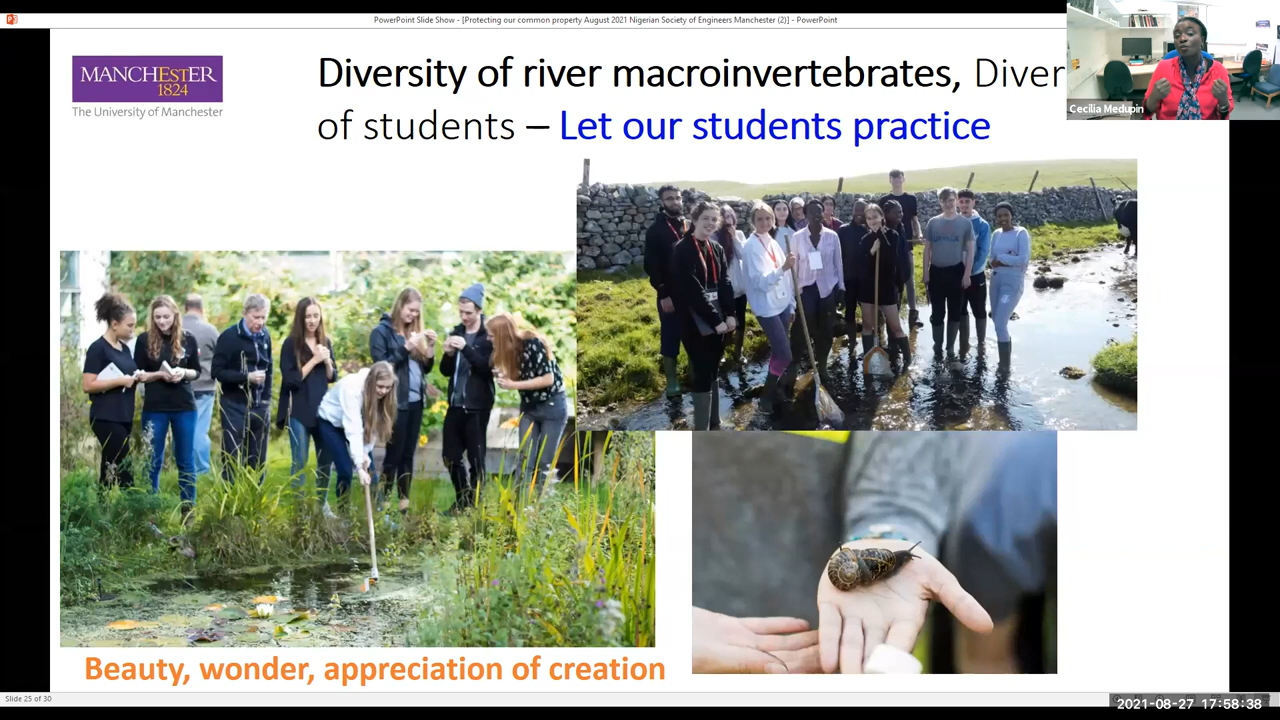 PowerPoint Slide Show - [Protecting our common property August 2021 Nigerian Society of Engineers Manchester (2)] - PowerPoint
MANCHESTER
1824
The University of Manchester
Diversity of river macroinvertebrates, Diver
of students – Let our students practice
Cecilia Medupin
Beauty, wonder, appreciation of creation
Slide 25 of 30
2021-08-27 17:58:38